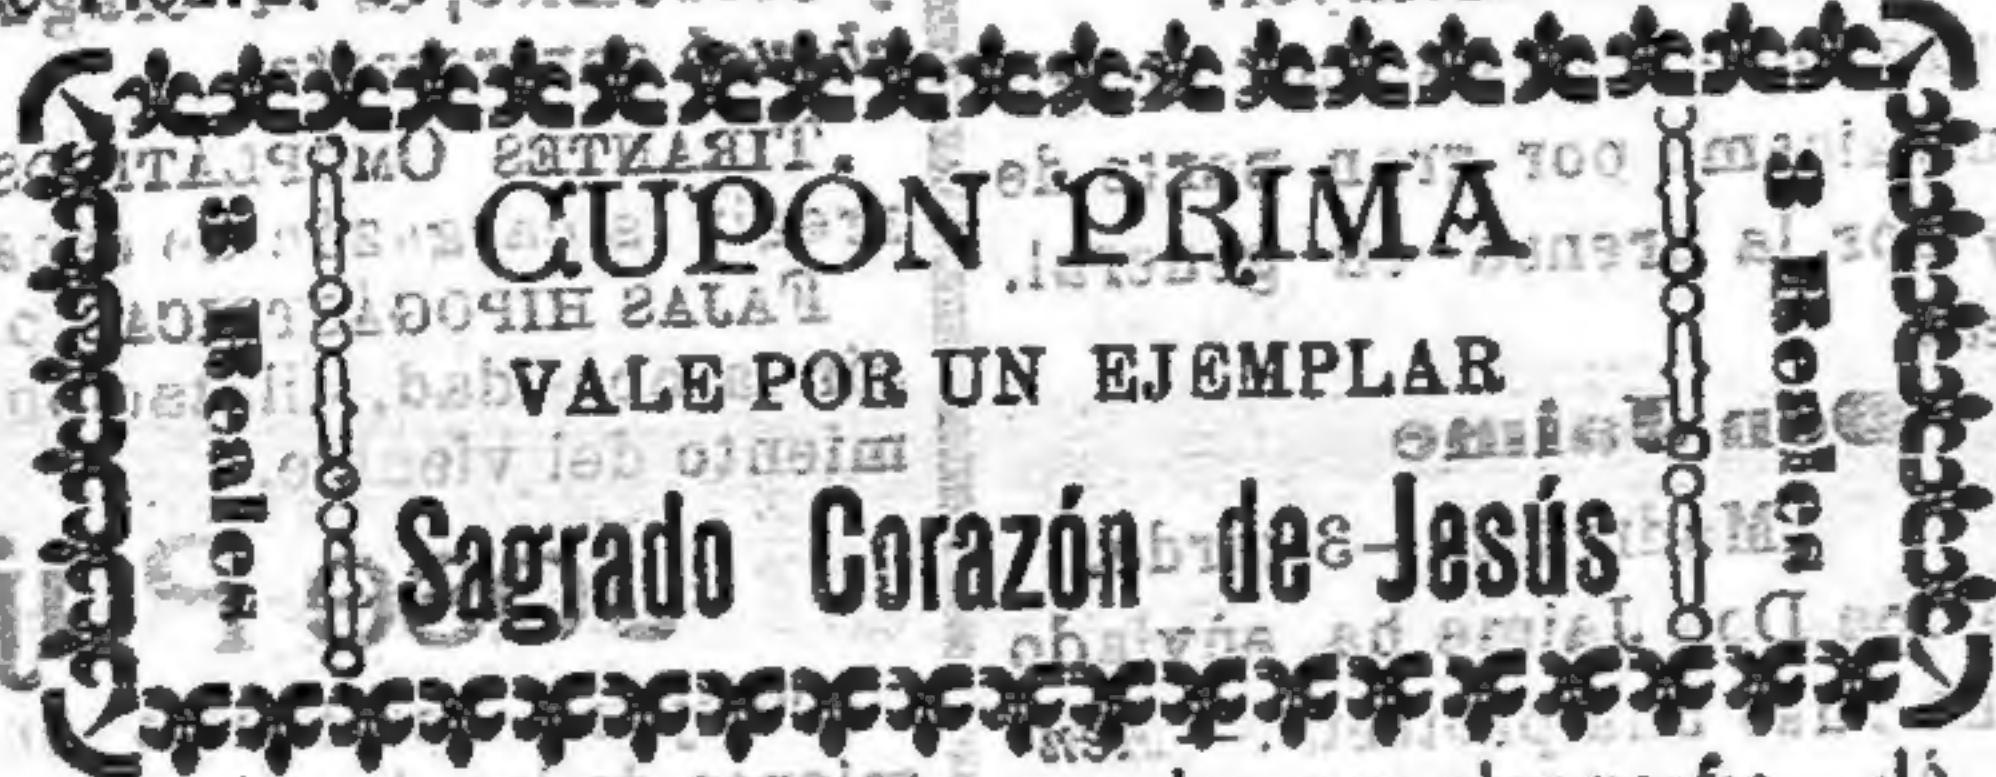 CUPÓN PRIMA
VALE POR UN EJEMPLAR
Sagrado Corazón de Jesús
3 Reales
3 Reales